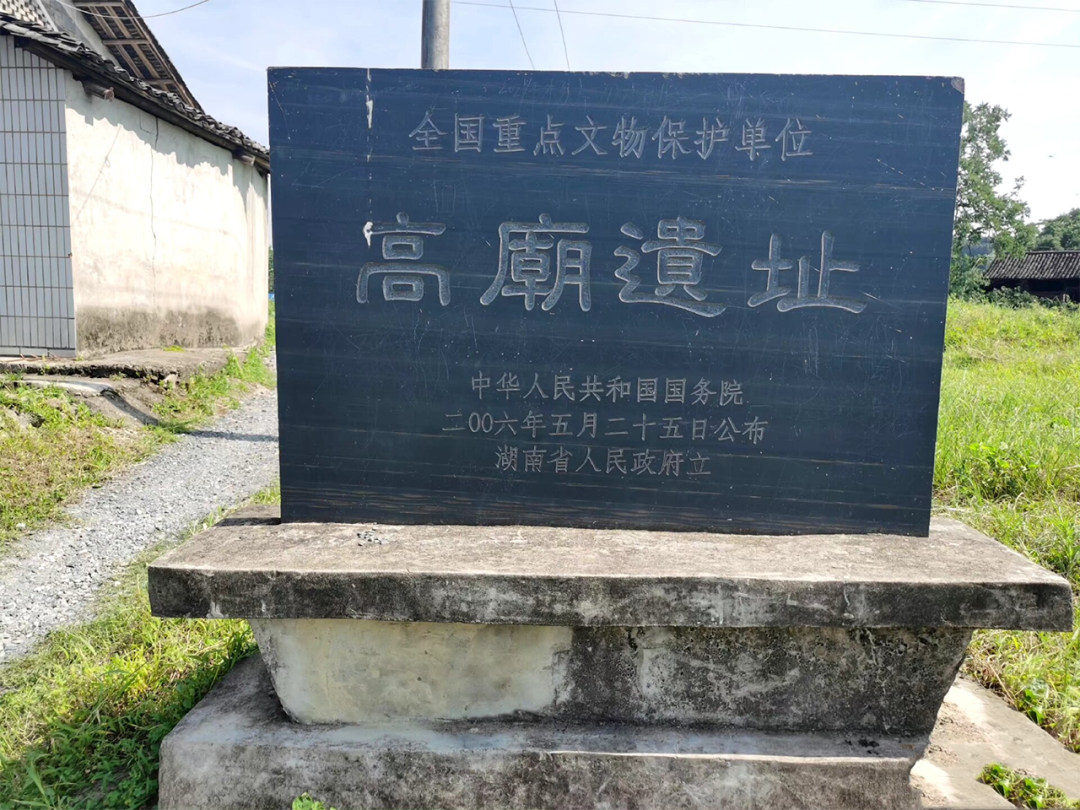 全国重点文物保护单位
高廟遺址
中华人民共和国国务院
二〇〇六年五月二十五日公布
湖南省人民政府立